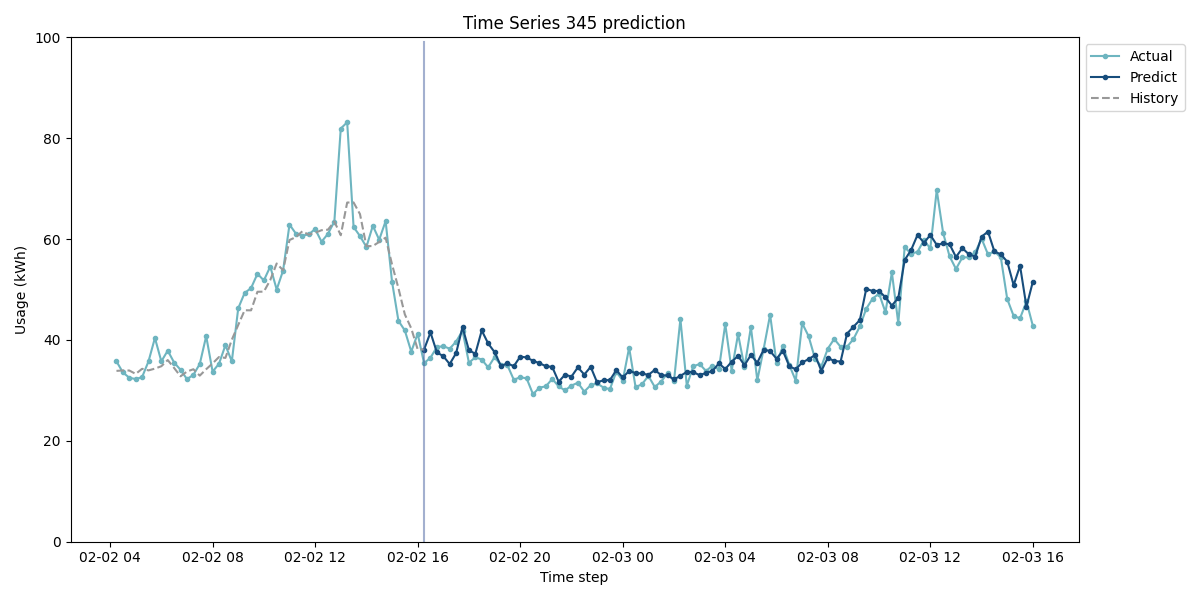 Time Series 345 prediction
Usage (kWh)
100
80
60
40
20
0
02-02 04
02-02 08
02-02 12
02-02 16
02-02 20
02-03 00
02-03 04
02-03 08
02-03 12
02-03 16
Time step
Actual
Predict
History